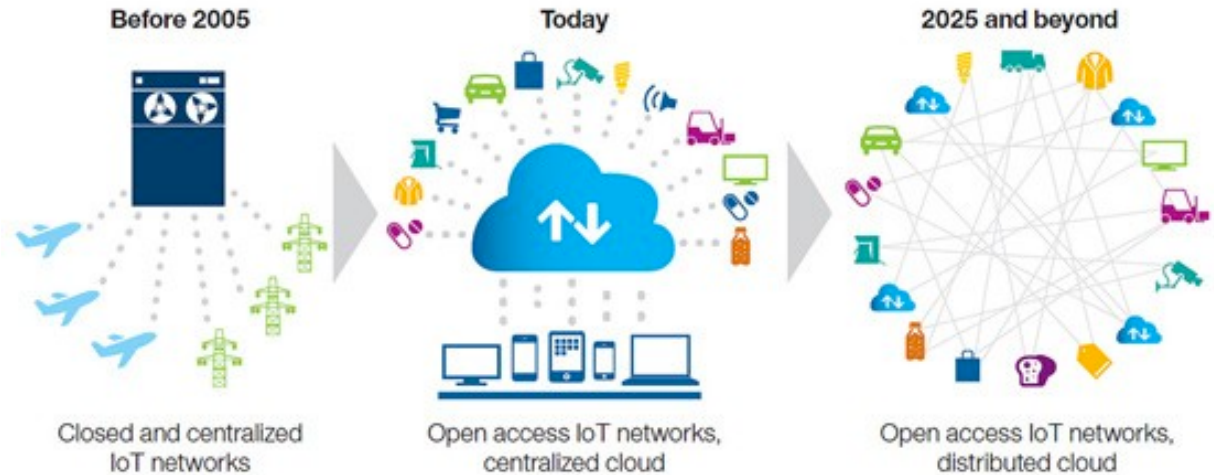 Before 2005
Today
2025 and beyond
Closed and centralized
IoT networks
Open access IoT networks,
centralized cloud
Open access IoT networks,
distributed cloud